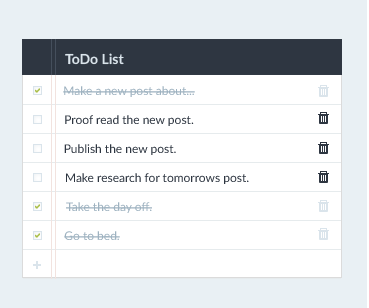 ToDo List
Make a new post about...
Proof read the new post.
Publish the new post.
Make research for tomorrows post.
Take the day off.
Go to bed.
+